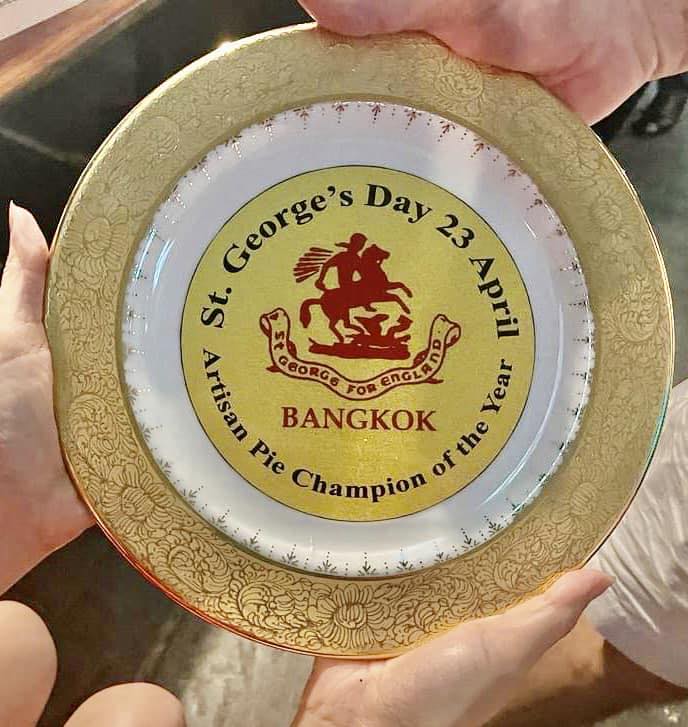 St. George's Day 23 April
St GEORGE FOR ENGLAND
BANGKOK
Artisan Pie Champion of the Year